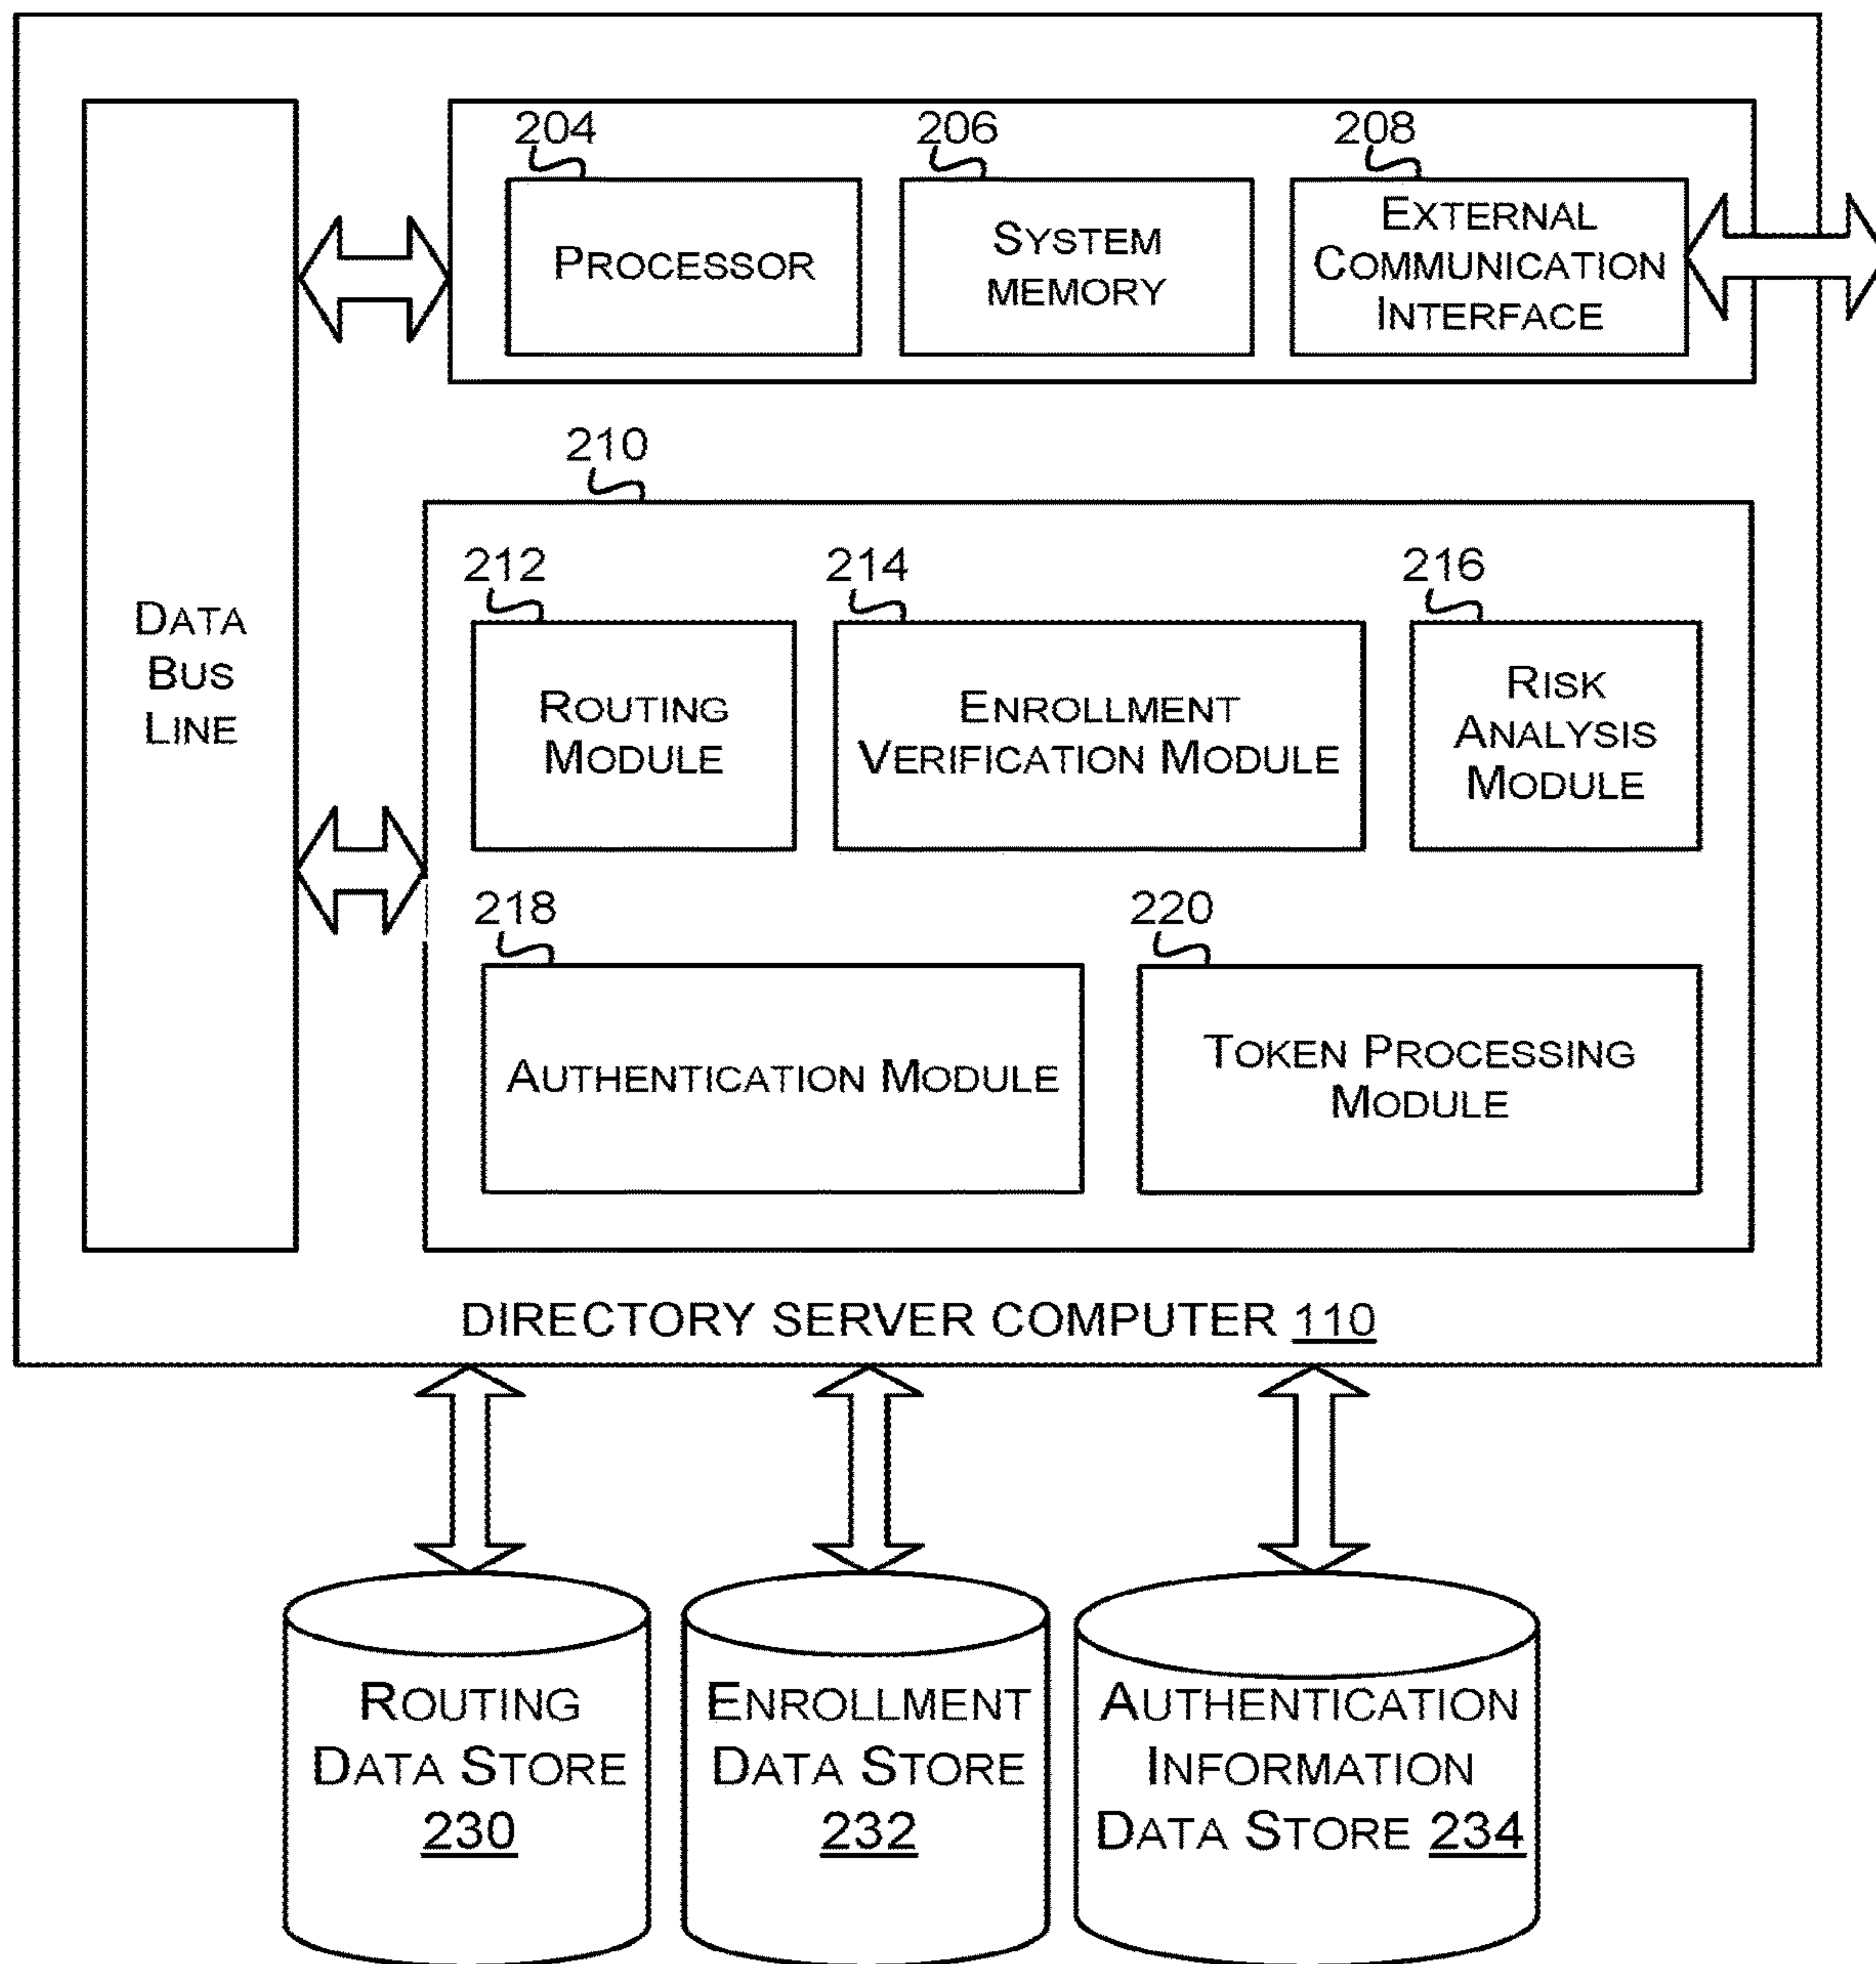 204
206
208
PROCESSOR
SYSTEM
MEMORY
EXTERNAL
COMMUNICATION
INTERFACE
210
DATA
BUS
LINE
212
214
216
ROUTING
MODULE
ENROLLMENT
VERIFICATION MODULE
RISK
ANALYSIS
MODULE
218
220
AUTHENTICATION MODULE
TOKEN PROCESSING
MODULE
DIRECTORY SERVER COMPUTER 110
ROUTING
DATA STORE
230
ENROLLMENT
DATA STORE
232
AUTHENTICATION
INFORMATION
DATA STORE 234